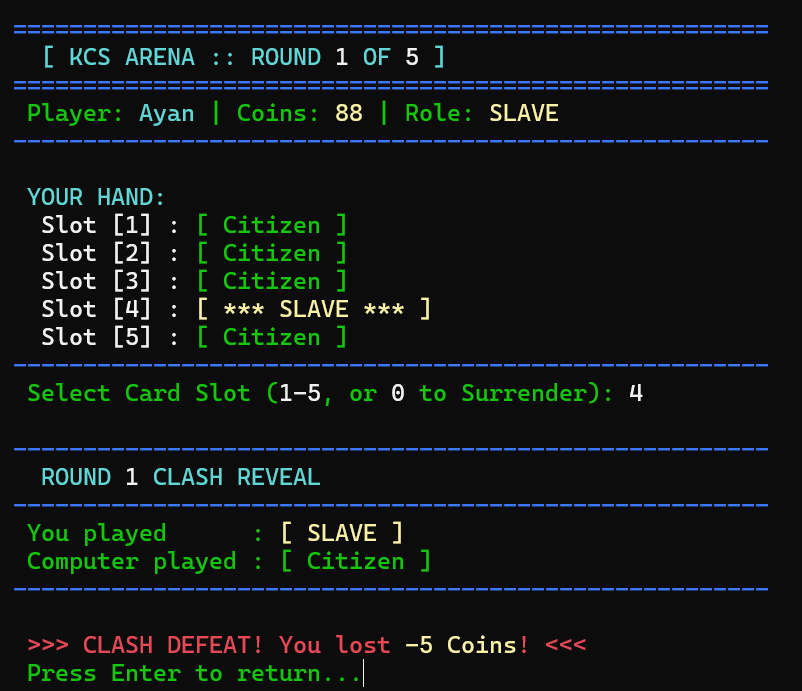 [ KCS ARENA :: ROUND 1 OF 5 ]
Player: Ayan | Coins: 88 | Role: SLAVE
YOUR HAND:
Slot [1] : [ Citizen ]
Slot [2] : [ Citizen ]
Slot [3] : [ Citizen ]
Slot [4] : [ *** SLAVE *** ]
Slot [5] : [ Citizen ]
Select Card Slot (1-5, or 0 to Surrender): 4
ROUND 1 CLASH REVEAL
You played : [ SLAVE ]
Computer played : [ Citizen ]
>>> CLASH DEFEAT! You lost -5 Coins! <<<
Press Enter to return...